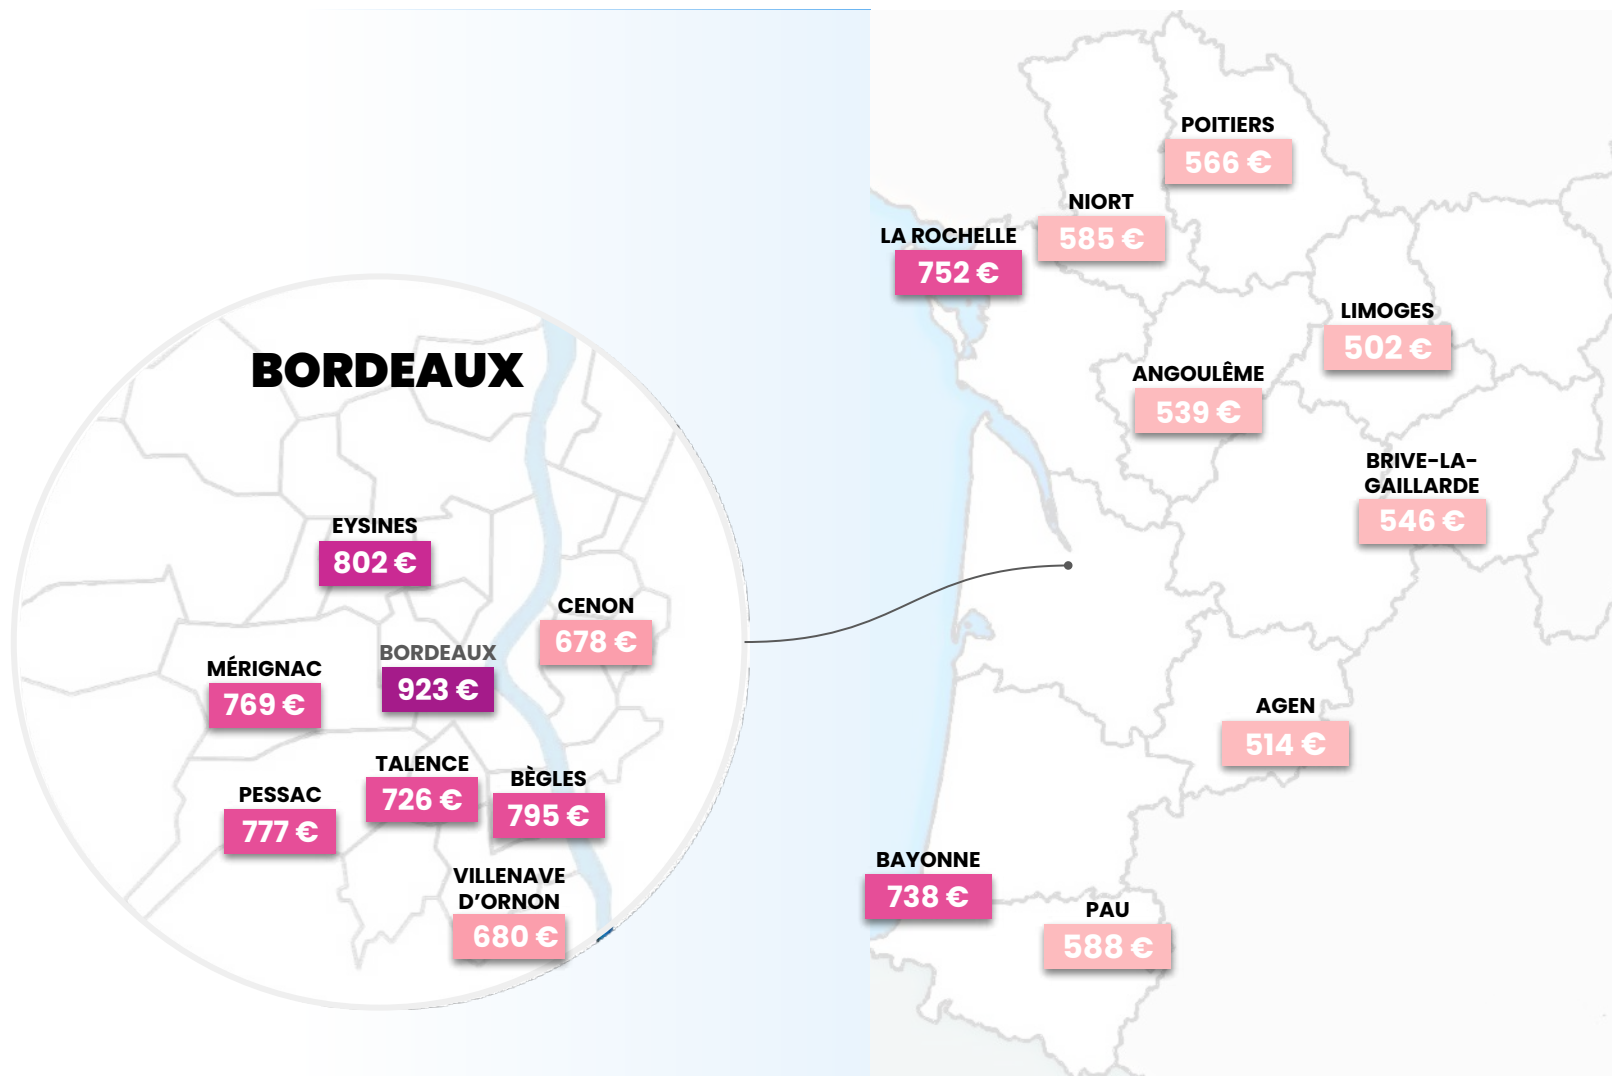 BORDEAUX
EYSINES
802 €
CENON
678 €
BORDEAUX
923 €
MÉRIGNAC
769 €
TALENCE
726 €
BÈGLES
795 €
PESSAC
777 €
VILLENAVE
D'ORNON
680 €
POITIERS
566 €
NIORT
585 €
LA ROCHELLE
752 €
LIMOGES
502 €
ANGOULÊME
539 €
BRIVE-LA-
GAILLARDE
546 €
AGEN
514 €
BAYONNE
738 €
PAU
588 €